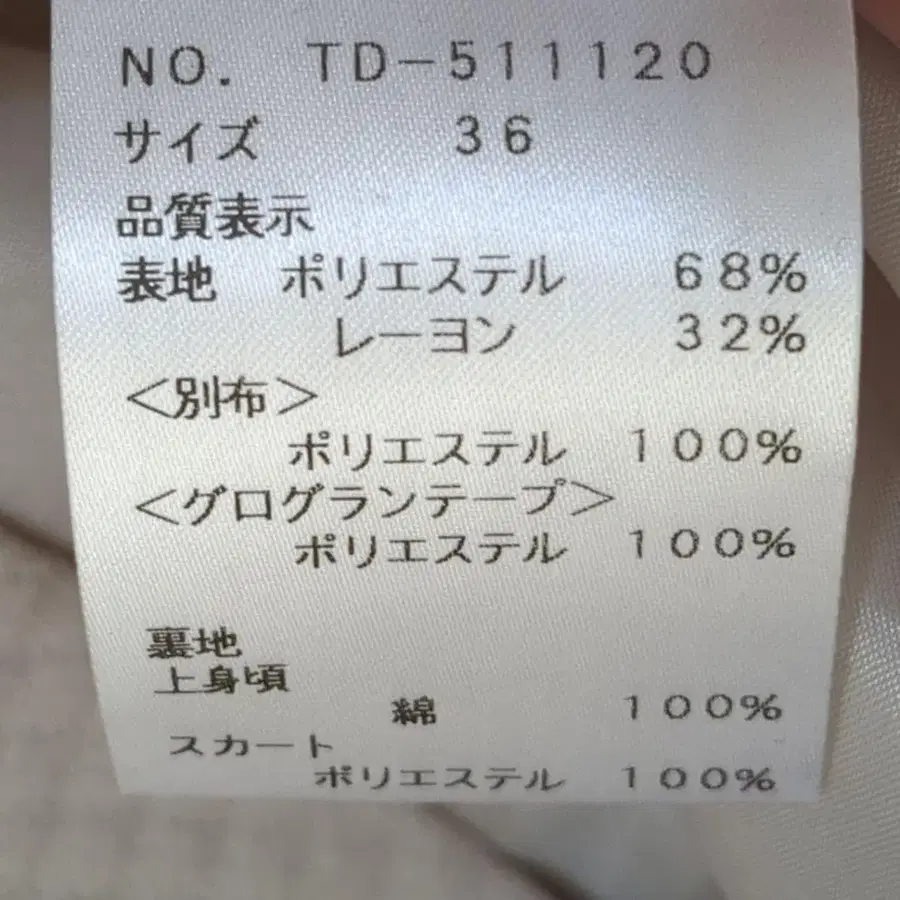 NO. TD-511120
サイズ 36
品質表示
表地 ポリエステル 68%
レーヨン 32%
<別布>
ポリエステル 100%
<グログランテープ>
ポリエステル 100%
裏地
上身頃
綿 100%
スカート
ポリエステル 100%